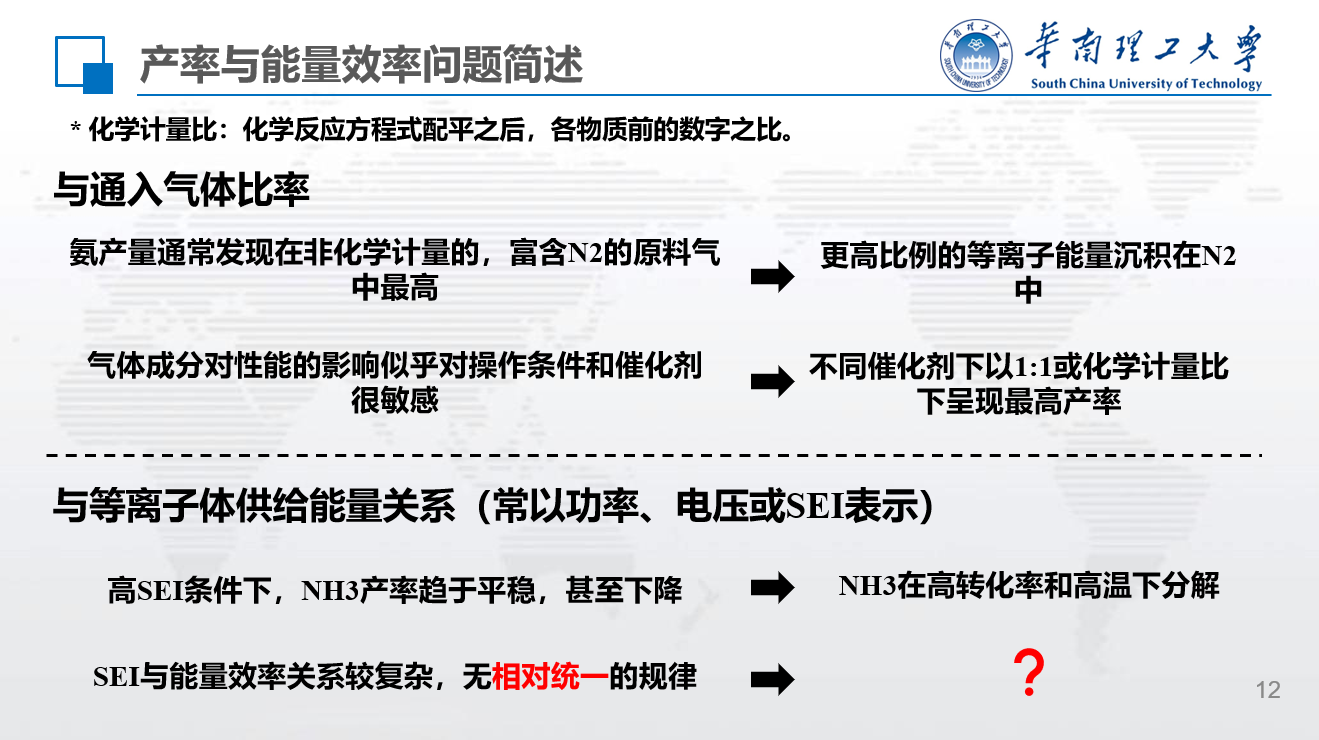 产率与能量效率问题简述
华南理工大学
South China University of Technology
* 化学计量比：化学反应方程式配平之后，各物质前的数字之比。
与通入气体比率
氨产量通常发现在非化学计量的，富含N2的原料气
中最高
更高比例的等离子能量沉积在N2
中
气体成分对性能的影响似乎对操作条件和催化剂
很敏感
不同催化剂下以1:1或化学计量比
下呈现最高产率
与等离子体供给能量关系（常以功率、电压或SEI表示）
高SEI条件下，NH3产率趋于平稳，甚至下降
NH3在高转化率和高温下分解
SEI与能量效率关系较复杂，无相对统一的规律
？
12